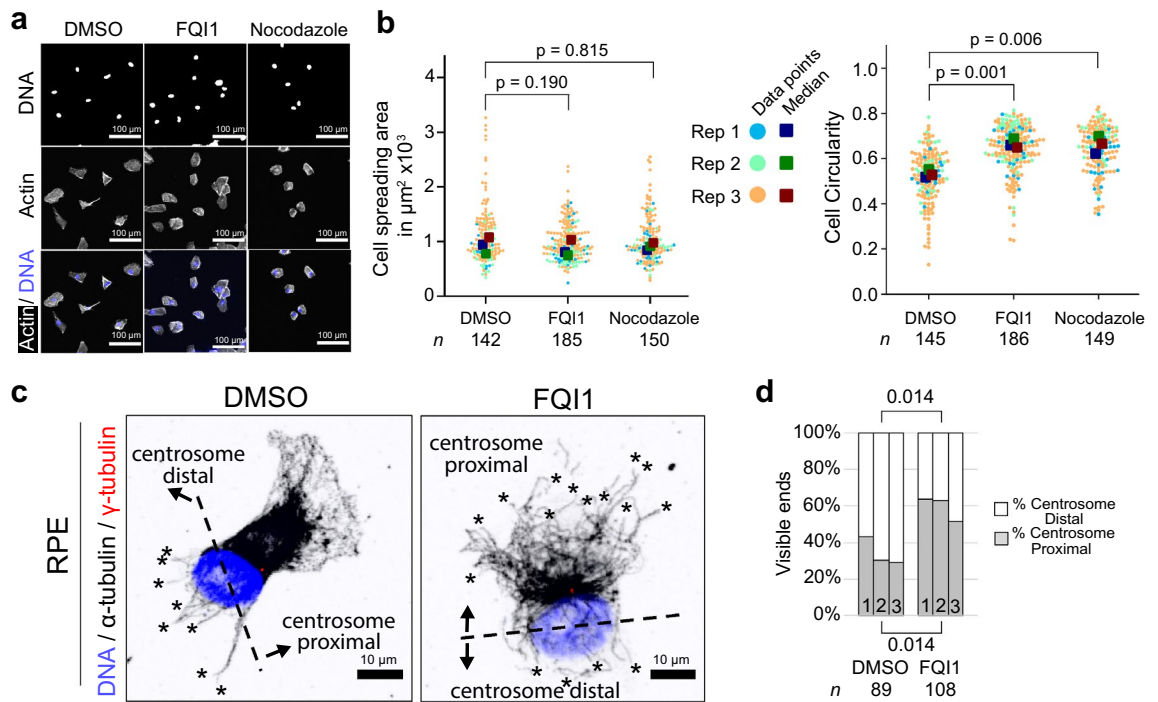 a
DMSO
FQI1
Nocodazole
DNA
100 µm
100 µm
100 µm
Actin
100 µm
100 µm
100 µm
Actin / DNA
100 µm
100 µm
100 µm
b
p = 0.815
p = 0.190
Cell spreading area
in µm² x10³
4
3
2
1
0
DMSO
FQI1
Nocodazole
n
142
185
150
Data points
Median
Rep 1
Rep 2
Rep 3
p = 0.006
p = 0.001
Cell Circularity
1.0
0.8
0.6
0.4
0.2
0.0
DMSO
FQI1
Nocodazole
n
145
186
149
c
DMSO
FQI1
RPE
DNA / α-tubulin / γ-tubulin
centrosome
distal
* * * * * *
centrosome
proximal
* *
10 µm
centrosome
proximal
* * * * * * * * * * * *
* * * * *
centrosome distal
10 µm
d
0.014
Visible ends
100%
80%
60%
40%
20%
0%
1 2 3
1 2 3
% Centrosome
Distal
% Centrosome
Proximal
0.014
DMSO
FQI1
n
89
108